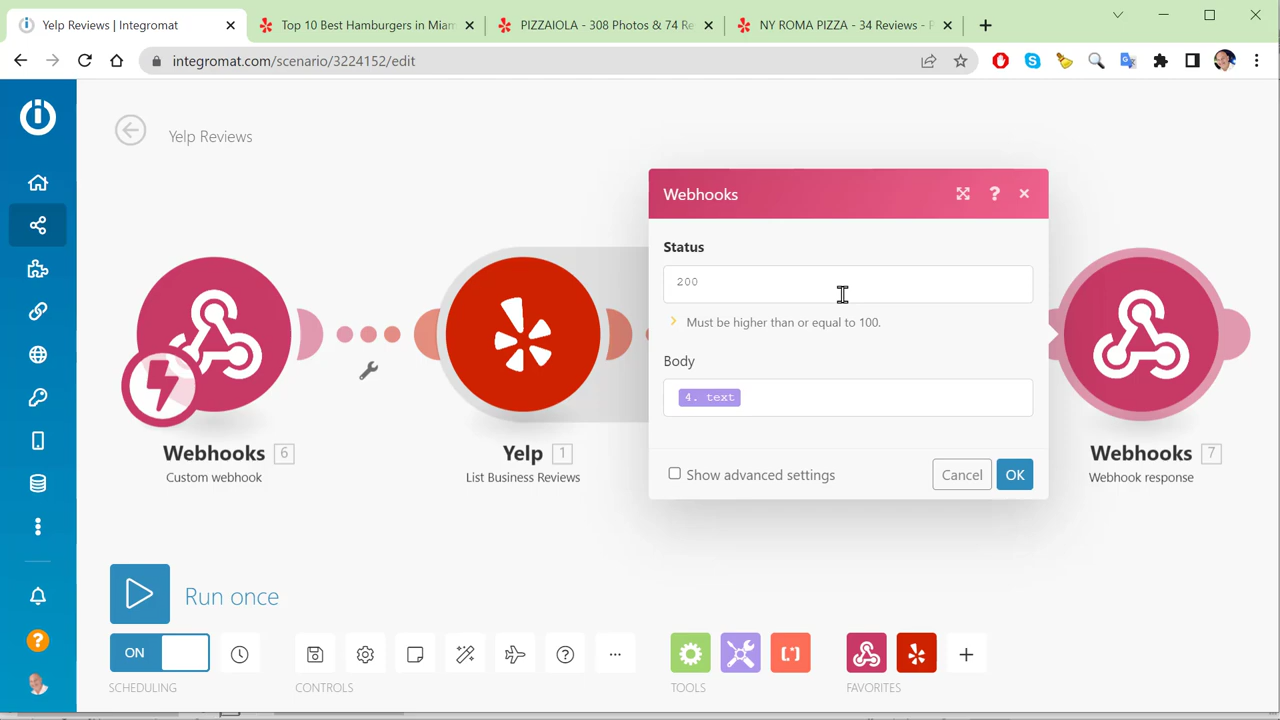 Yelp Reviews | Integromat
Top 10 Best Hamburgers in Miam
PIZZAIOLA - 308 Photos & 74 Re
NY ROMA PIZZA - 34 Reviews - P
integromat.com/scenario/3224152/edit
Yelp Reviews
Webhooks
Status
200
Must be higher than or equal to 100.
Body
4. text
Show advanced settings
Cancel
OK
Webhooks 6
Custom webhook
Yelp 1
List Business Reviews
Webhooks 7
Webhook response
Run once
ON
SCHEDULING
CONTROLS
TOOLS
FAVORITES